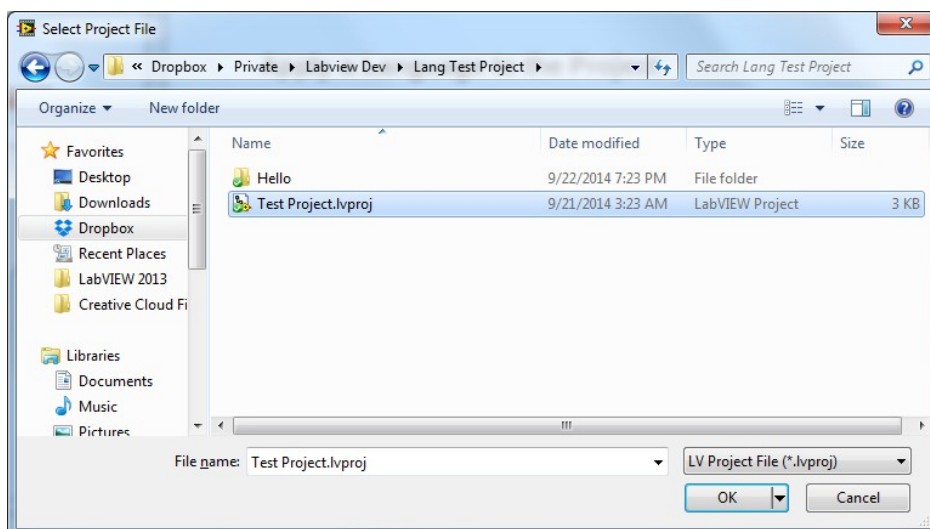 Select Project File
« Dropbox ▸ Private ▸ Labview Dev ▸ Lang Test Project ▸
Search Lang Test Project
Organize ▾ New folder
Name Date modified Type Size
Hello 9/22/2014 7:23 PM File folder
Test Project.lvproj 9/21/2014 3:23 AM LabVIEW Project 3 KB
Favorites
Desktop
Downloads
Dropbox
Recent Places
LabVIEW 2013
Creative Cloud Fi
Libraries
Documents
Music
Pictures
File name: Test Project.lvproj
LV Project File (*.lvproj)
OK Cancel